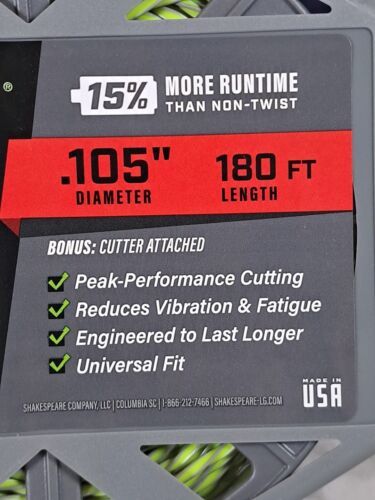 ®
15% MORE RUNTIME
THAN NON-TWIST
.105" 180 FT
DIAMETER LENGTH
BONUS: CUTTER ATTACHED
Peak-Performance Cutting
Reduces Vibration & Fatigue
Engineered to Last Longer
Universal Fit
MADE IN
USA
SHAKESPEARE COMPANY, LLC | COLUMBIA SC | 1-866-212-7466 | SHAKESPEARE-LG.COM